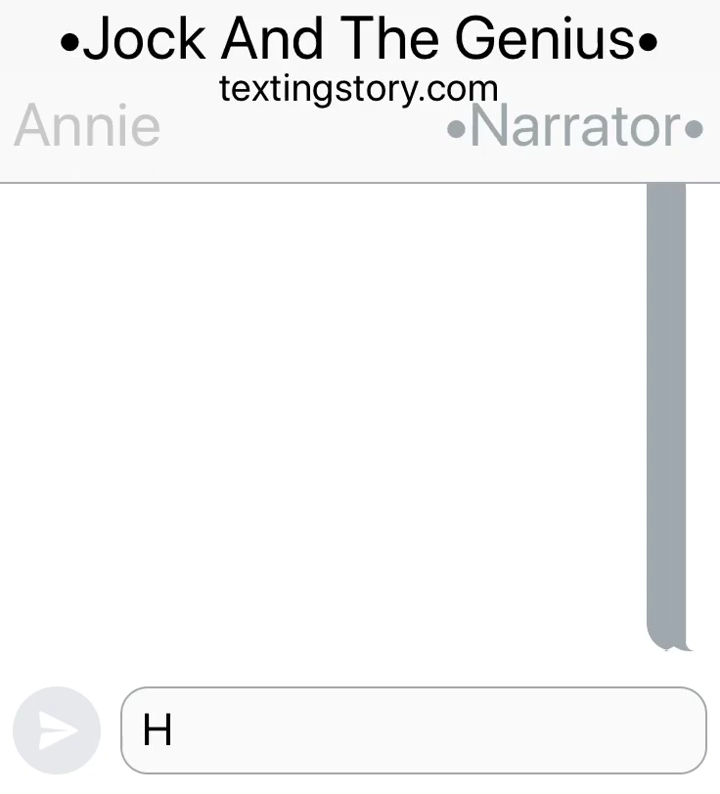 •Jock And The Genius•
textingstory.com
Annie
•Narrator•
H